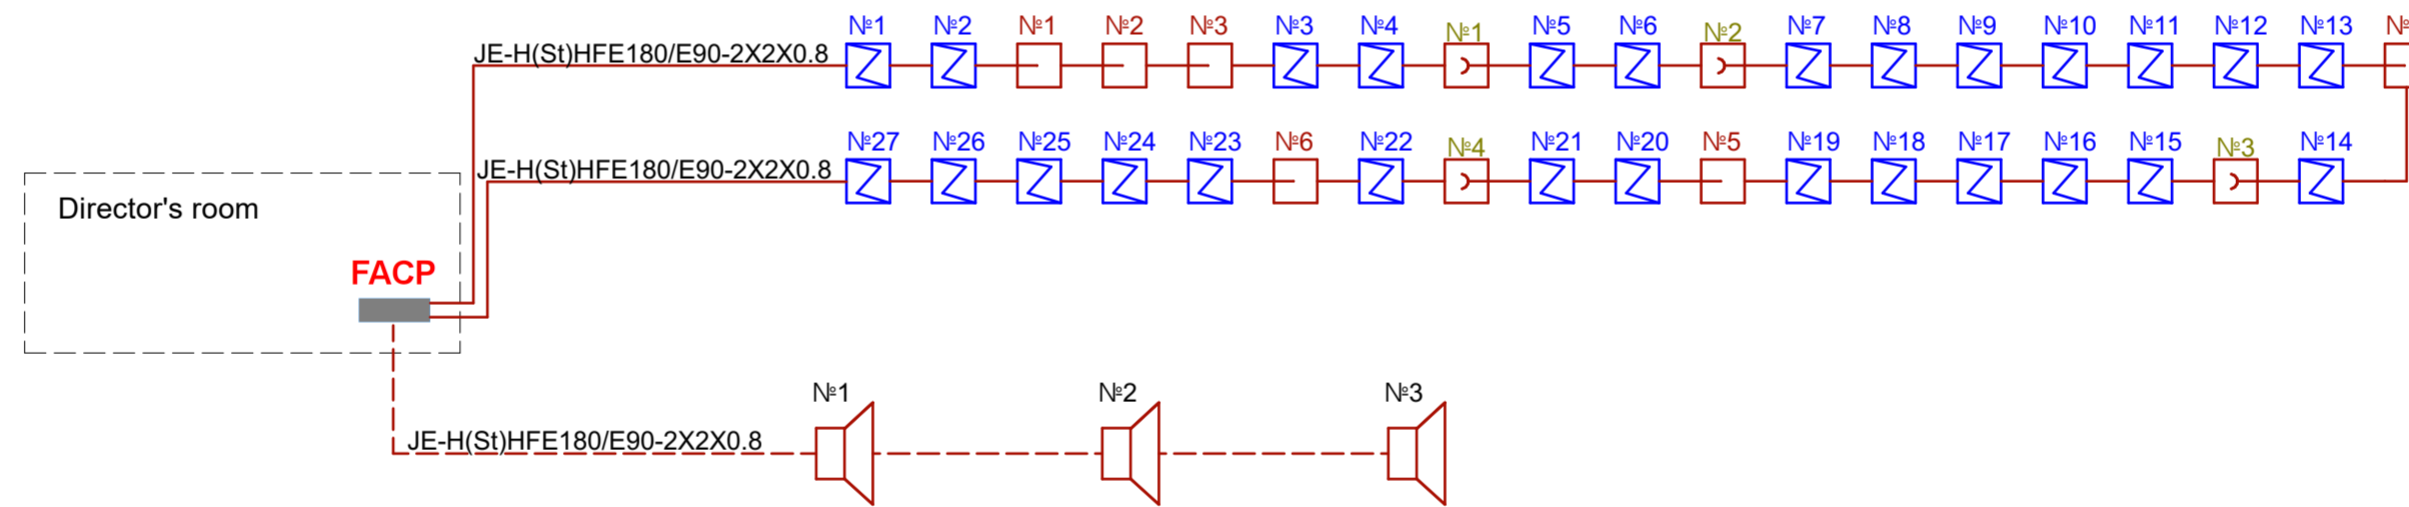 №1 №2 №1 №2 №3 №3 №4 №1 №5 №6 №2 №7 №8 №9 №10 №11 №12 №13
JE-H(St)HFE180/E90-2X2X0.8
№27 №26 №25 №24 №23 №6 №22 №4 №21 №20 №5 №19 №18 №17 №16 №15 №3 №14
JE-H(St)HFE180/E90-2X2X0.8
Director's room
FACP
№1 №2 №3
JE-H(St)HFE180/E90-2X2X0.8